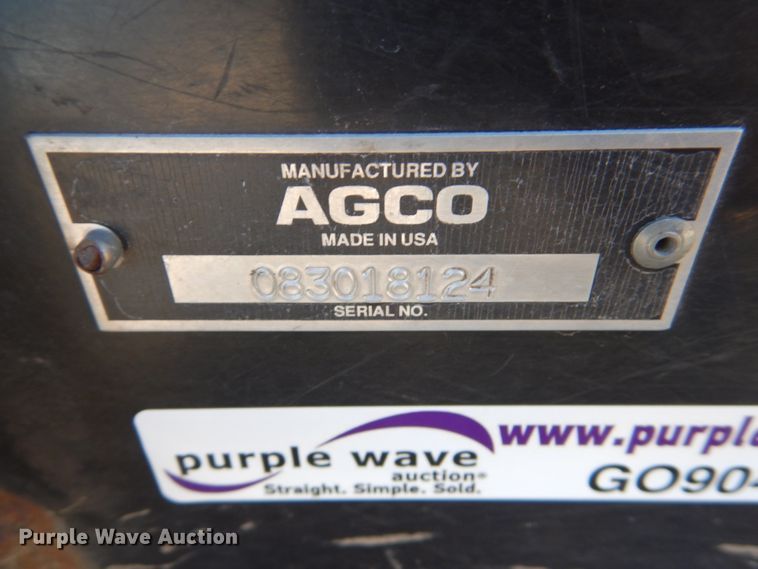 MANUFACTURED BY
AGCO
MADE IN USA
083018124
SERIAL NO.
purple wave
auction®
Straight. Simple. Sold.
www.purpl
GO904
Purple Wave Auction